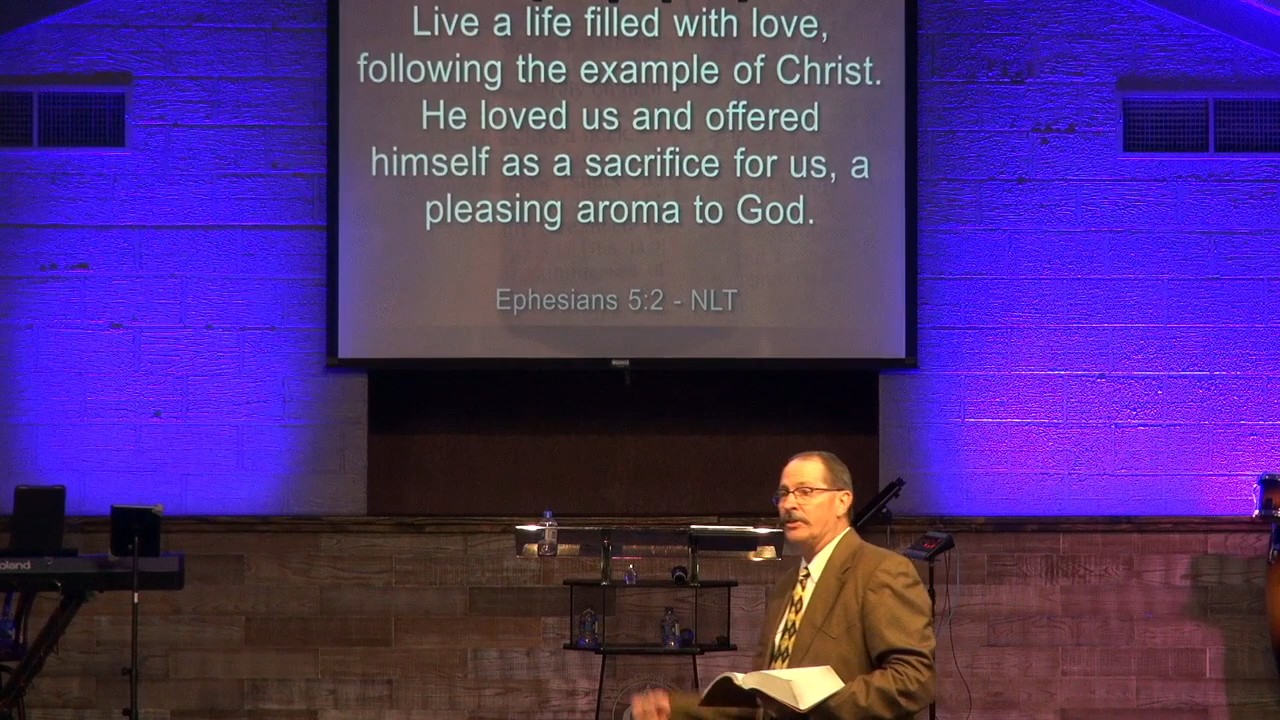 Live a life filled with love,
following the example of Christ.
He loved us and offered
himself as a sacrifice for us, a
pleasing aroma to God.
Ephesians 5:2 - NLT
Roland